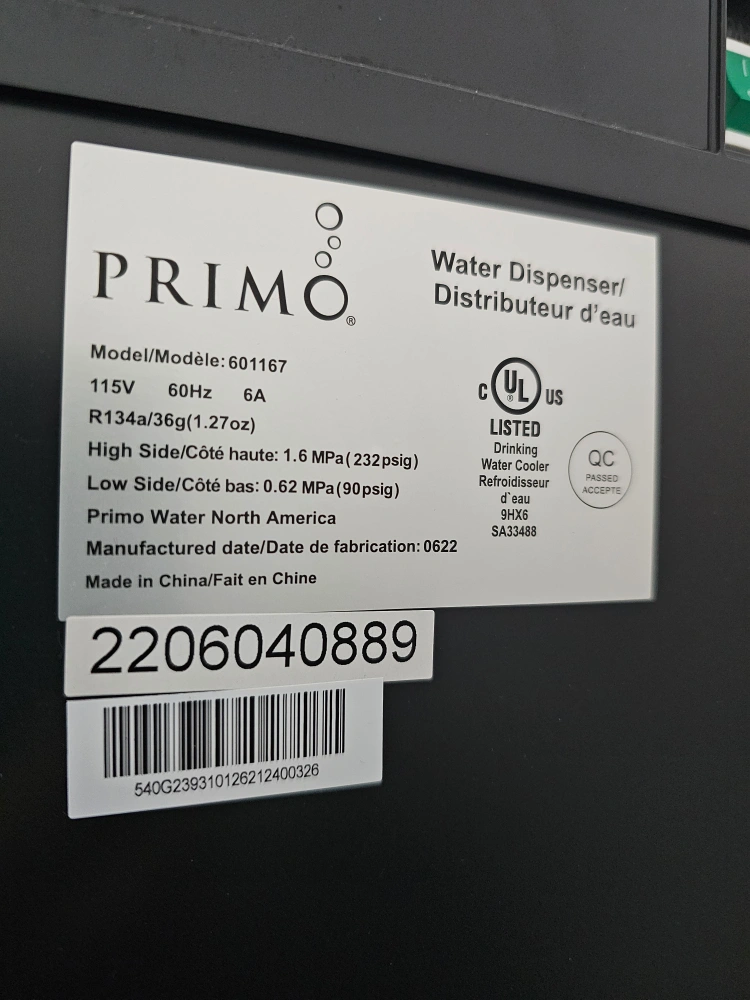 PRIMO®
Water Dispenser/
Distributeur d'eau
Model/Modèle: 601167
115V 60Hz 6A
R134a/36g(1.27oz)
High Side/Côté haute: 1.6 MPa(232psig)
Low Side/Côté bas: 0.62 MPa(90psig)
Primo Water North America
Manufactured date/Date de fabrication: 0622
Made in China/Fait en Chine
C UL® US
LISTED
Drinking
Water Cooler
Refroidisseur
d`eau
9HX6
SA33488
QC
PASSED
ACCEPTE
2206040889
540G239310126212400326